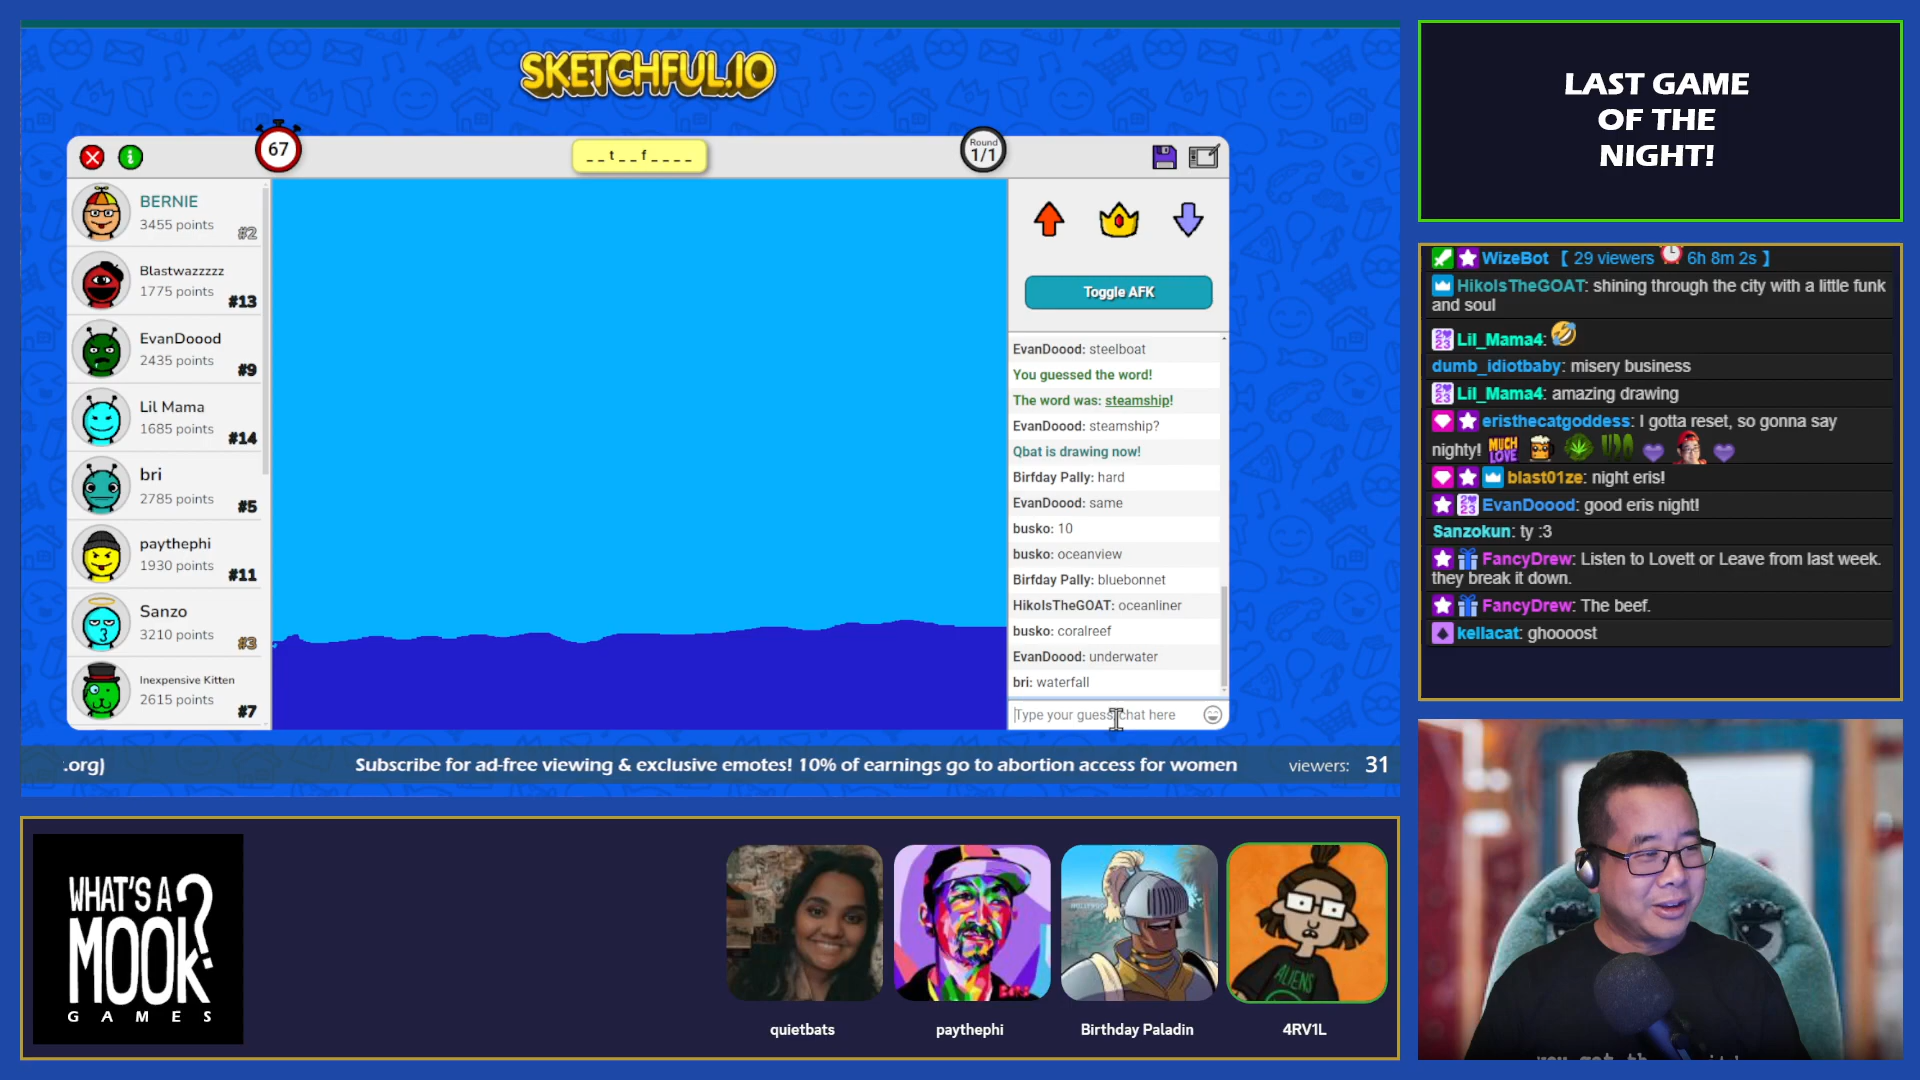 SKETCHFUL.IO
67
_ _ t _ _ f _ _ _ _
Round
1/1
BERNIE
3455 points
#2
Blastwazzzzz
1775 points
#13
EvanDoood
2435 points
#9
Lil Mama
1685 points
#14
bri
2785 points
#5
paythephi
1930 points
#11
Sanzo
3210 points
#3
Inexpensive Kitten
2615 points
#7
Toggle AFK
EvanDoood: steelboat
You guessed the word!
The word was: steamship!
EvanDoood: steamship?
Qbat is drawing now!
Birfday Pally: hard
EvanDoood: same
busko: 10
busko: oceanview
Birfday Pally: bluebonnet
HikoIsTheGOAT: oceanliner
busko: coralreef
EvanDoood: underwater
bri: waterfall
Type your guess/chat here
.org)
Subscribe for ad-free viewing & exclusive emotes! 10% of earnings go to abortion access for women
viewers: 31
LAST GAME
OF THE
NIGHT!
WizeBot 【 29 viewers 6h 8m 2s 】
HikoIsTheGOAT: shining through the city with a little funk
and soul
Lil_Mama4:
dumb_idiotbaby: misery business
Lil_Mama4: amazing drawing
eristhecatgoddess: I gotta reset, so gonna say
nighty! MUCH LOVE
blast01ze: night eris!
EvanDoood: good eris night!
Sanzokun: ty :3
FancyDrew: Listen to Lovett or Leave from last week.
they break it down.
FancyDrew: The beef.
kellacat: ghoooost
WHAT'S A
MOOK?
GAMES
ALIENS
quietbats
paythephi
Birthday Paladin
4RV1L